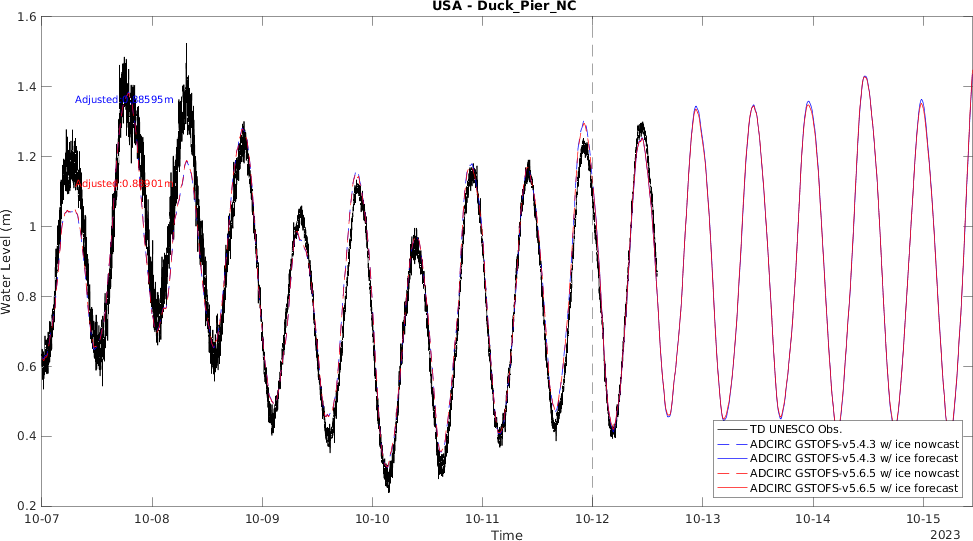 USA - Duck_Pier_NC
1.6
1.4
1.2
1
0.8
0.6
0.4
0.2
Water Level (m)
TD UNESCO Obs.
ADCIRC GSTOFS-v5.4.3 w/ ice nowcast
ADCIRC GSTOFS-v5.4.3 w/ ice forecast
ADCIRC GSTOFS-v5.6.5 w/ ice nowcast
ADCIRC GSTOFS-v5.6.5 w/ ice forecast
10-07 10-08 10-09 10-10 10-11 10-12 10-13 10-14 10-15
Time
2023